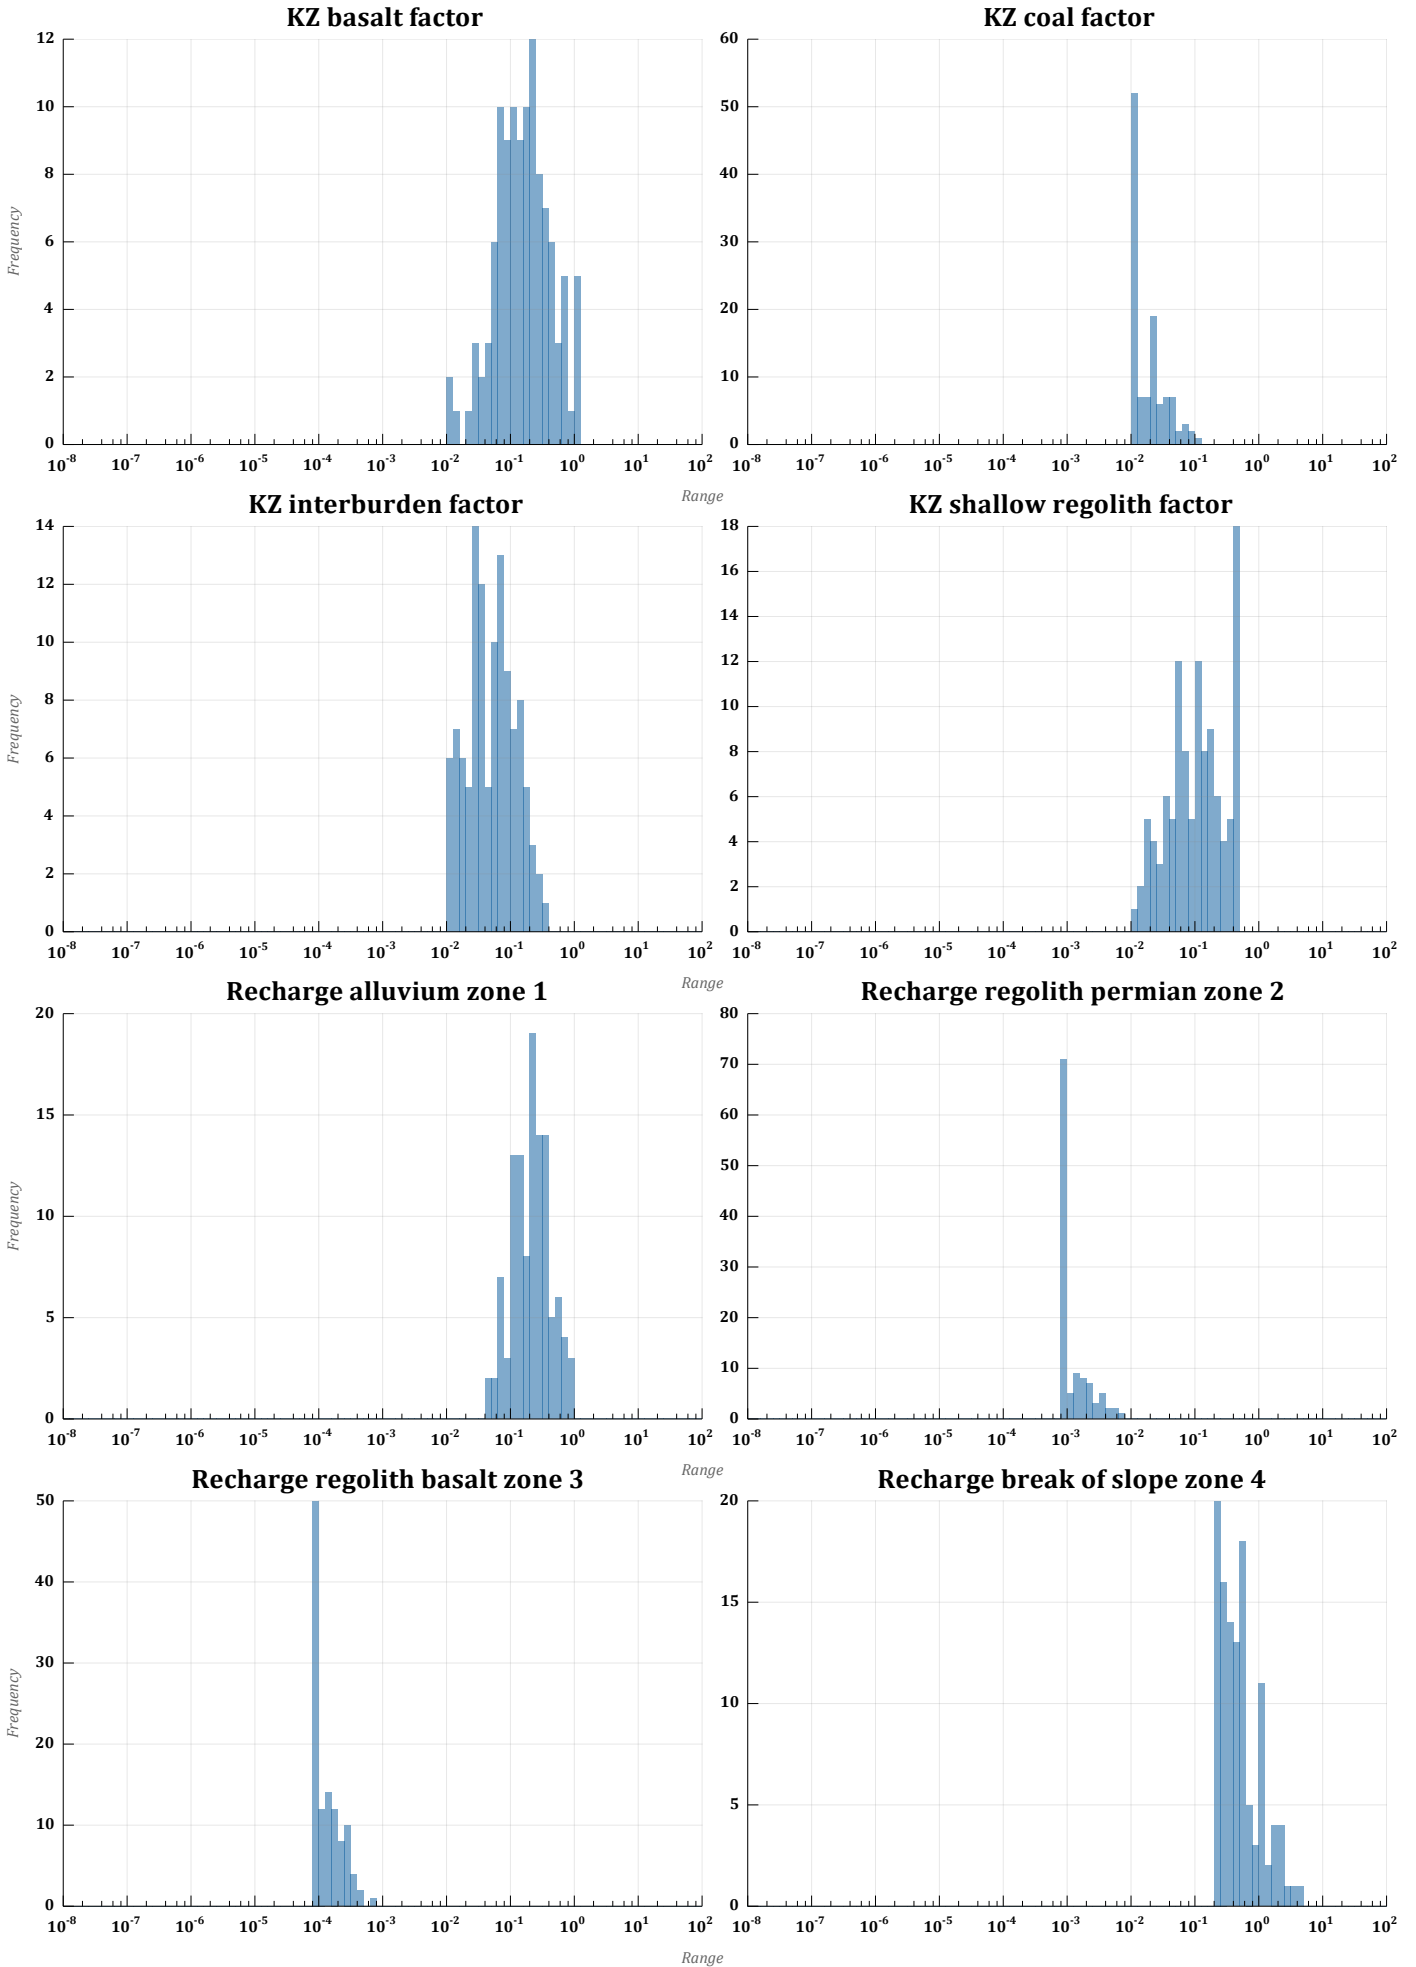 KZ basalt factor KZ coal factor
12 60
10 50
8 40
Frequency
6 30
4 20
2 10
0 0
10-8 10-7 10-6 10-5 10-4 10-3 10-2 10-1 100 101 102 10-8 10-7 10-6 10-5 10-4 10-3 10-2 10-1 100 101 102
Range
KZ interburden factor KZ shallow regolith factor
14 18
12 16
10 14
8 12
Frequency
6 10
4 8
2 6
0 4
2
0
10-8 10-7 10-6 10-5 10-4 10-3 10-2 10-1 100 101 102 10-8 10-7 10-6 10-5 10-4 10-3 10-2 10-1 100 101 102
Range
Recharge alluvium zone 1 Recharge regolith permian zone 2
20 80
15 70
10 60
Frequency
5 50
0 40
30
20
10
0
10-8 10-7 10-6 10-5 10-4 10-3 10-2 10-1 100 101 102 10-8 10-7 10-6 10-5 10-4 10-3 10-2 10-1 100 101 102
Range
Recharge regolith basalt zone 3 Recharge break of slope zone 4
50 20
40 15
30 10
Frequency
20 5
10 0
0
10-8 10-7 10-6 10-5 10-4 10-3 10-2 10-1 100 101 102 10-8 10-7 10-6 10-5 10-4 10-3 10-2 10-1 100 101 102
Range